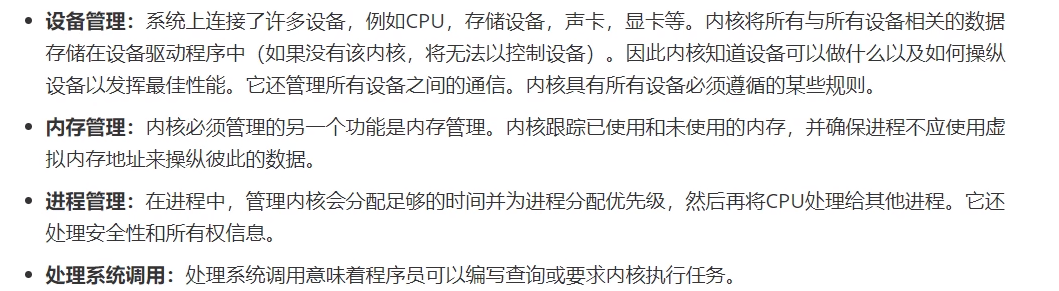 设备管理：系统上连接了许多设备，例如CPU，存储设备，声卡，显卡等。内核将所有与所有设备相关的数据
存储在设备驱动程序中（如果没有该内核，将无法以控制设备）。因此内核知道设备可以做什么以及如何操纵
设备以发挥最佳性能。它还管理所有设备之间的通信。内核具有所有设备必须遵循的某些规则。
内存管理：内核必须管理的另一个功能是内存管理。内核跟踪已使用和未使用的内存，并确保进程不应使用虚
拟内存地址来操纵彼此的数据。
进程管理：在进程中，管理内核会分配足够的时间并为进程分配优先级，然后再将CPU处理给其他进程。它还
处理安全性和所有权信息。
处理系统调用：处理系统调用意味着程序员可以编写查询或要求内核执行任务。